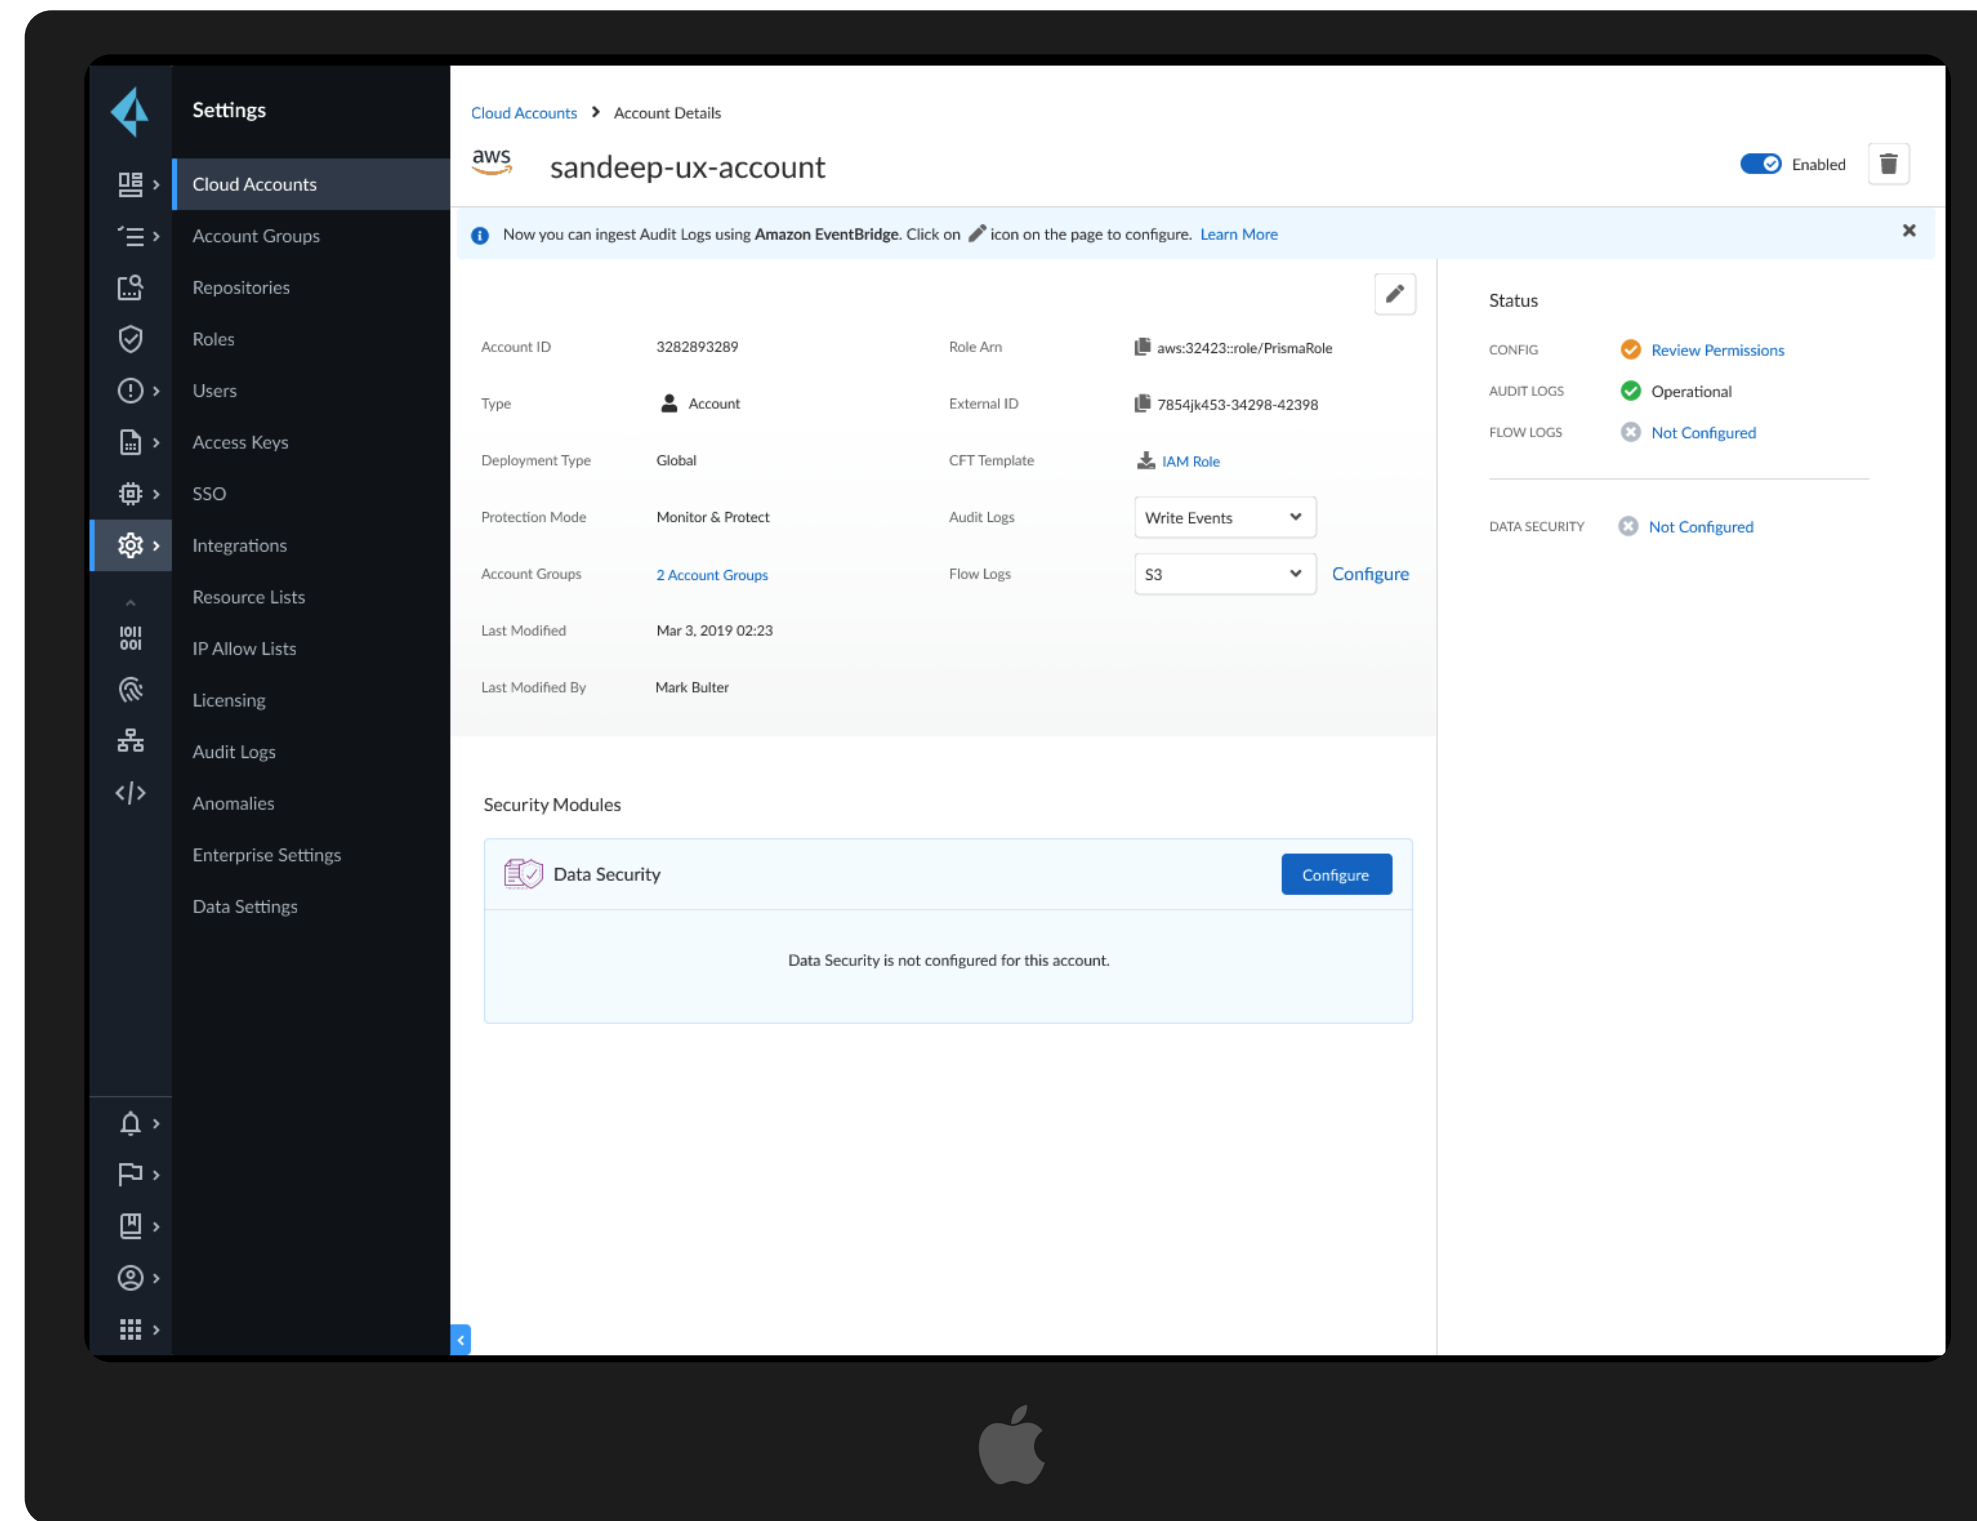 Settings
Cloud Accounts
Account Groups
Repositories
Roles
Users
Access Keys
SSO
Integrations
Resource Lists
IP Allow Lists
Licensing
Audit Logs
Anomalies
Enterprise Settings
Data Settings
1011
001
Cloud Accounts > Account Details
aws sandeep-ux-account
Enabled
Now you can ingest Audit Logs using Amazon EventBridge. Click on icon on the page to configure. Learn More
Account ID 3282893289
Type Account
Deployment Type Global
Protection Mode Monitor & Protect
Account Groups 2 Account Groups
Last Modified Mar 3, 2019 02:23
Last Modified By Mark Bulter
Role Arn aws:32423::role/PrismaRole
External ID 7854jk453-34298-42398
CFT Template IAM Role
Audit Logs Write Events
Flow Logs S3 Configure
Status
CONFIG Review Permissions
AUDIT LOGS Operational
FLOW LOGS Not Configured
DATA SECURITY Not Configured
Security Modules
Data Security Configure
Data Security is not configured for this account.